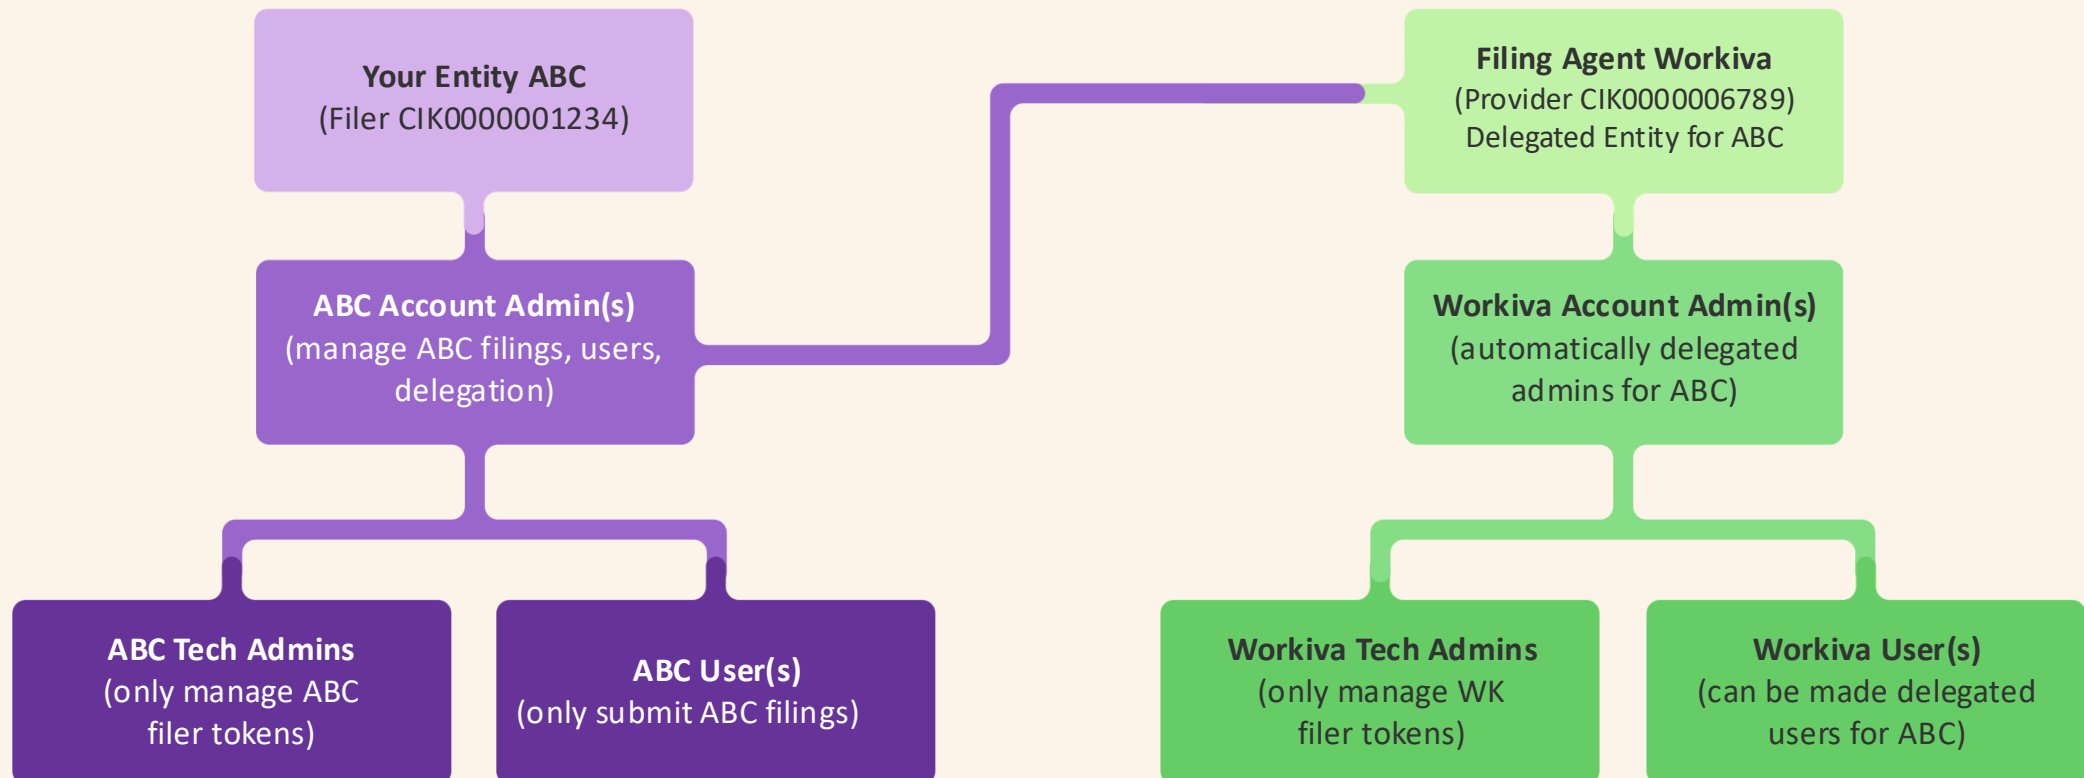 Your Entity ABC
(Filer CIK0000001234)
Filing Agent Workiva
(Provider CIK0000006789)
Delegated Entity for ABC
ABC Account Admin(s)
(manage ABC filings, users,
delegation)
Workiva Account Admin(s)
(automatically delegated
admins for ABC)
ABC Tech Admins
(only manage ABC
filer tokens)
ABC User(s)
(only submit ABC filings)
Workiva Tech Admins
(only manage WK
filer tokens)
Workiva User(s)
(can be made delegated
users for ABC)